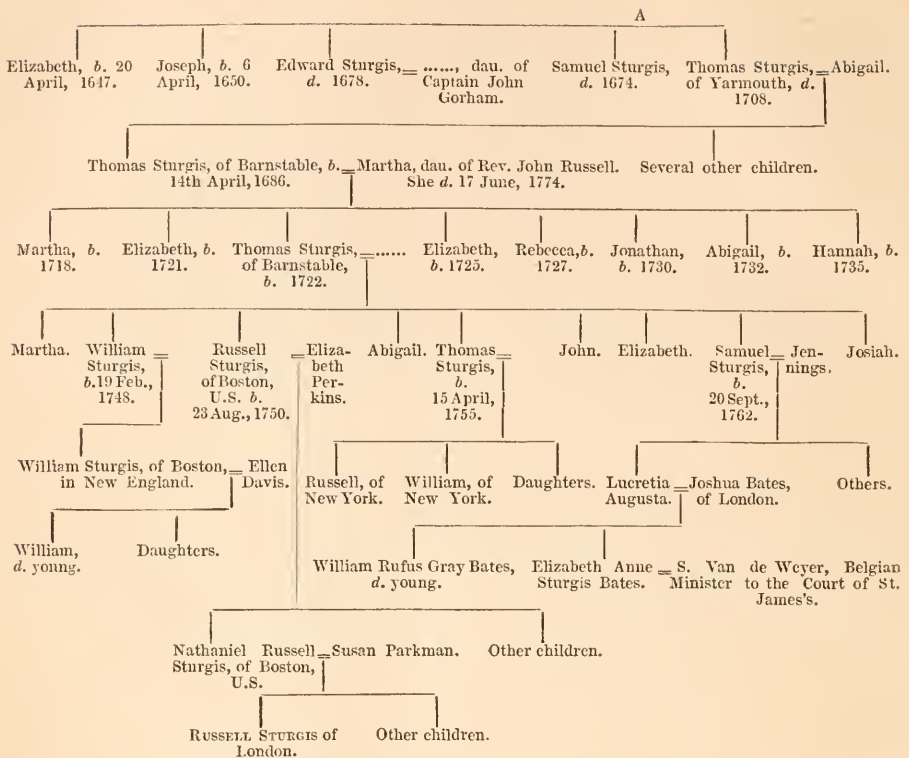 A
Elizabeth, b. 20
April, 1647.
Joseph, b. 6
April, 1650.
Edward Sturgis,=......, dau. of
d. 1678. Captain John
Gorham.
Samuel Sturgis,
d. 1674.
Thomas Sturgis,=Abigail.
of Yarmouth, d.
1708.
Thomas Sturgis, of Barnstable, b.=Martha, dau. of Rev. John Russell.
14th April, 1686. She d. 17 June, 1774.
Several other children.
Martha, b.
1718.
Elizabeth, b.
1721.
Thomas Sturgis,=......
of Barnstable,
b. 1722.
Elizabeth,
b. 1725.
Rebecca, b.
1727.
Jonathan,
b. 1730.
Abigail, b.
1732.
Hannah, b.
1735.
Martha.
William=
Sturgis,
b. 19 Feb.,
1748.
Russell
Sturgis,
of Boston,
U.S. b.
23 Aug., 1750.
=Eliza-
beth
Per-
kins.
Abigail.
Thomas=
Sturgis,
b.
15 April,
1755.
John.
Elizabeth.
Samuel=Jen-
Sturgis, nings.
b.
20 Sept.,
1762.
Josiah.
William Sturgis, of Boston,=Ellen
in New England. Davis.
Russell, of
New York.
William, of
New York.
Daughters.
Lucretia=Joshua Bates,
Augusta. of London.
Others.
William,
d. young.
Daughters.
William Rufus Gray Bates,
d. young.
Elizabeth Anne=S. Van de Weyer, Belgian
Sturgis Bates. Minister to the Court of St.
James's.
Nathaniel Russell=Susan Parkman.
Sturgis, of Boston,
U.S.
Other children.
RUSSELL STURGIS of
London.
Other children.